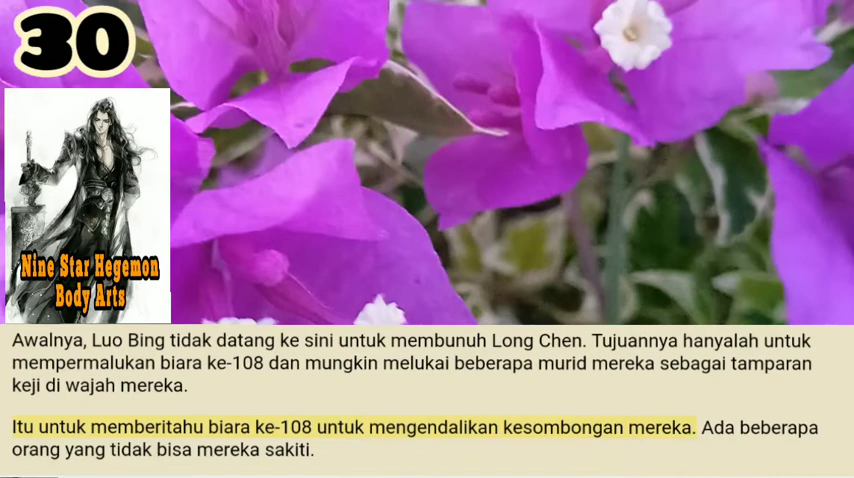 30
Nine Star Hegemon
Body Arts
Awalnya, Luo Bing tidak datang ke sini untuk membunuh Long Chen. Tujuannya hanyalah untuk
mempermalukan biara ke-108 dan mungkin melukai beberapa murid mereka sebagai tamparan
keji di wajah mereka.
Itu untuk memberitahu biara ke-108 untuk mengendalikan kesombongan mereka. Ada beberapa
orang yang tidak bisa mereka sakiti.